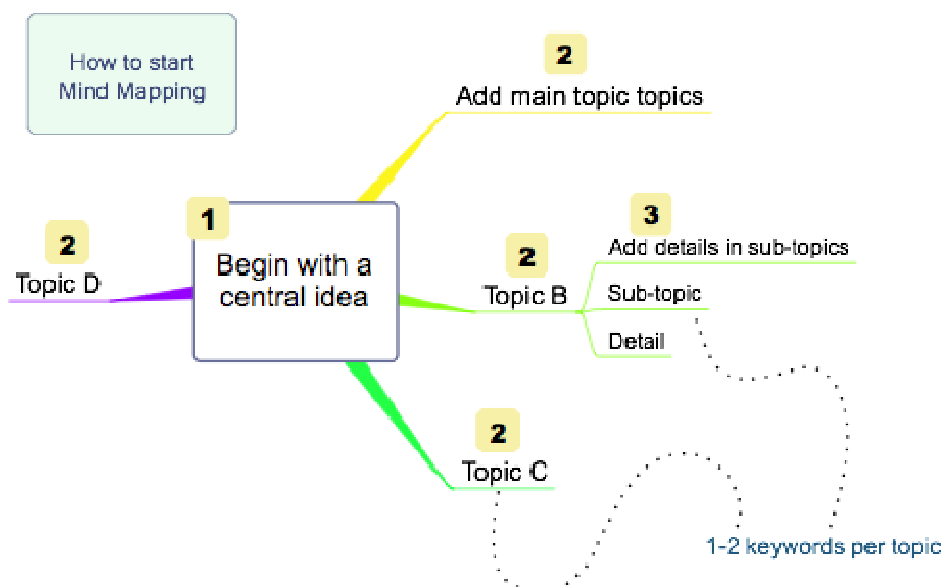 How to start
Mind Mapping
2
Add main topic topics
1
Begin with a
central idea
2
Topic D
2
Topic B
3
Add details in sub-topics
Sub-topic
Detail
2
Topic C
1-2 keywords per topic